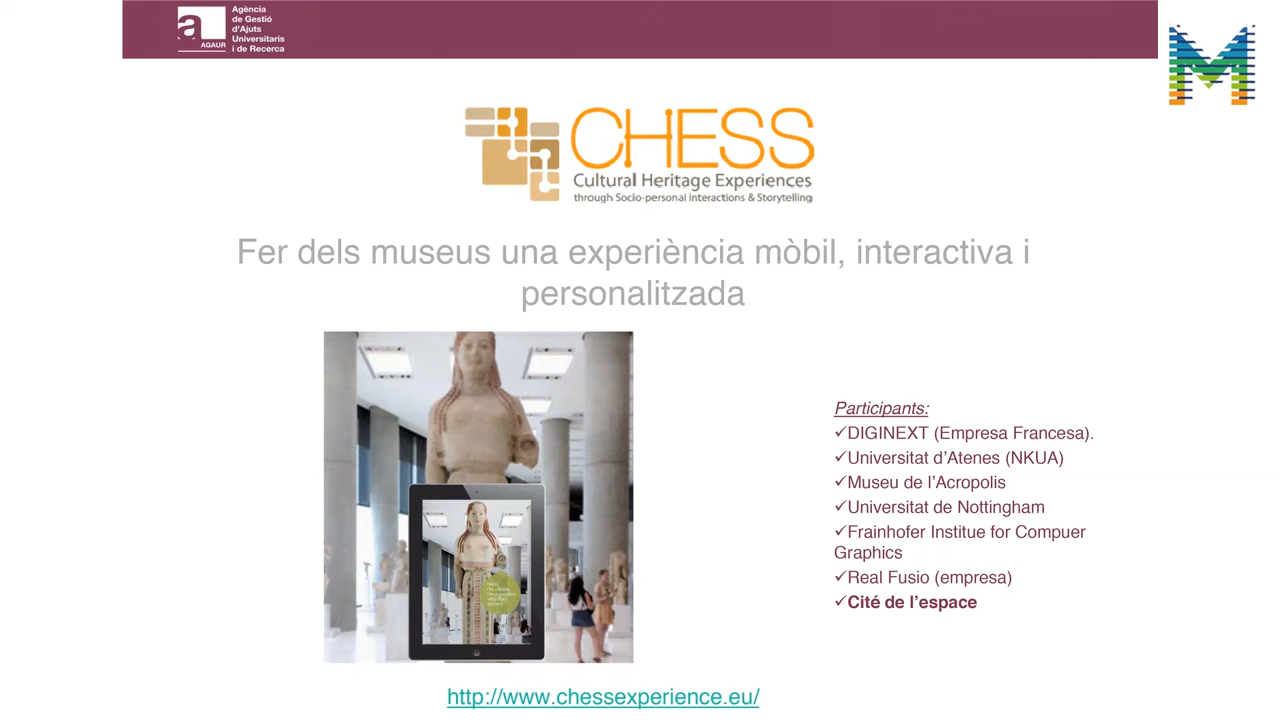 Agència
de Gestió
d'Ajuts
Universitaris
i de Recerca
a
AGAUR
M
CHESS
Cultural Heritage Experiences
through Socio-personal interactions & Storytelling
Fer dels museus una experiència mòbil, interactiva i
personalitzada
Participants:
✓DIGINEXT (Empresa Francesa).
✓Universitat d'Atenes (NKUA)
✓Museu de l'Acropolis
✓Universitat de Nottingham
✓Frainhofer Institue for Compuer
Graphics
✓Real Fusio (empresa)
✓Cité de l'espace
http://www.chessexperience.eu/